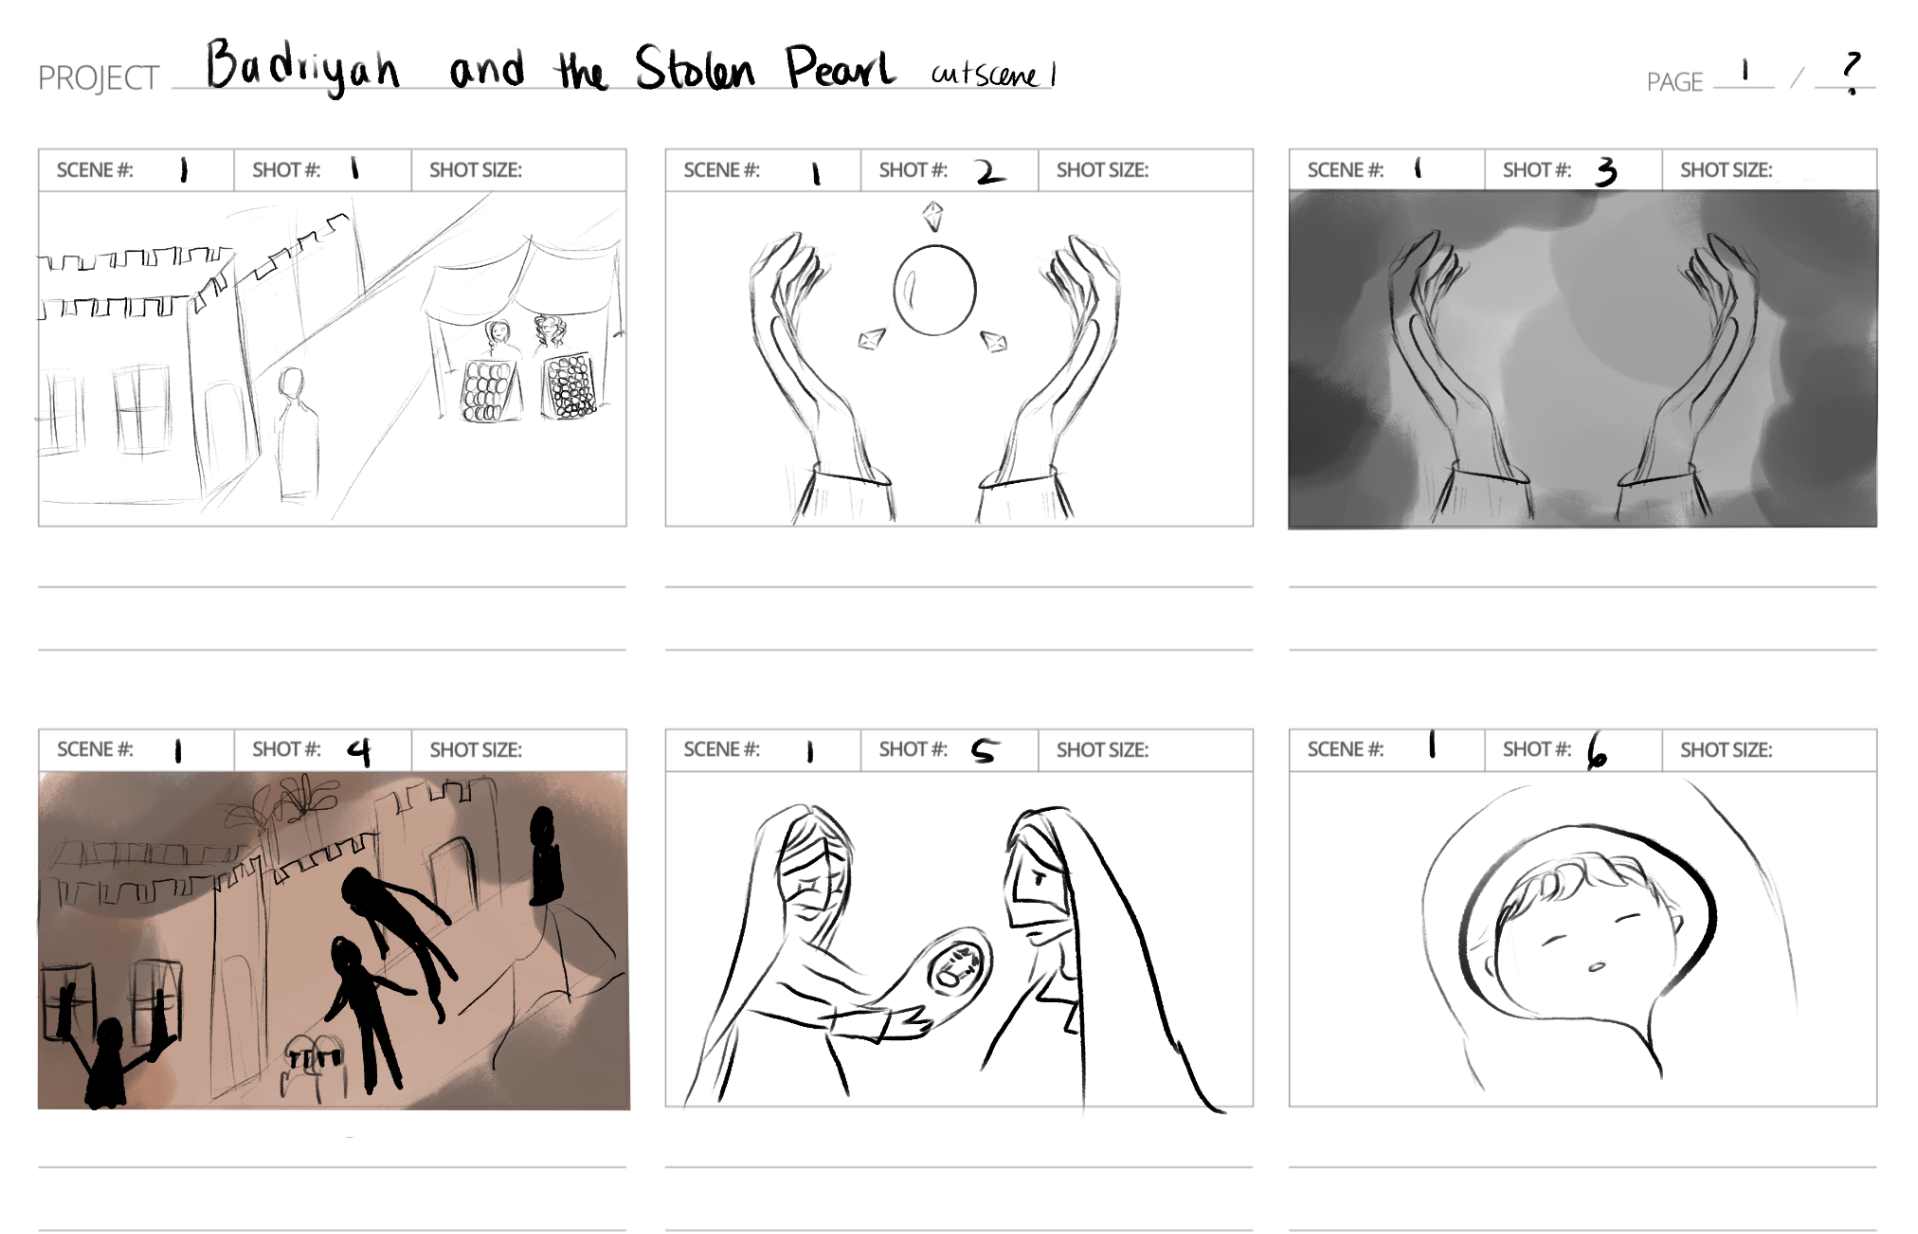 PROJECT Badriyah and the Stolen Pearl cutscene 1 PAGE 1 / ?
SCENE #: 1 SHOT #: 1 SHOT SIZE:
SCENE #: 1 SHOT #: 2 SHOT SIZE:
SCENE #: 1 SHOT #: 3 SHOT SIZE:
SCENE #: 1 SHOT #: 4 SHOT SIZE:
SCENE #: 1 SHOT #: 5 SHOT SIZE:
SCENE #: 1 SHOT #: 6 SHOT SIZE: